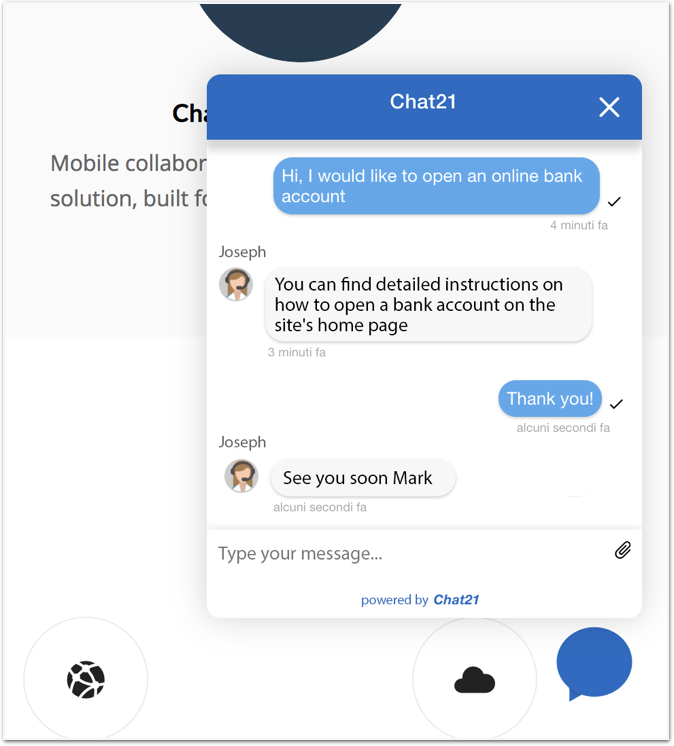 Chat21
Cha
Mobile collabor
solution, built fo
Hi, I would like to open an online bank
account
4 minuti fa
Joseph
You can find detailed instructions on
how to open a bank account on the
site's home page
3 minuti fa
Thank you!
alcuni secondi fa
Joseph
See you soon Mark
alcuni secondi fa
Type your message...
powered by Chat21